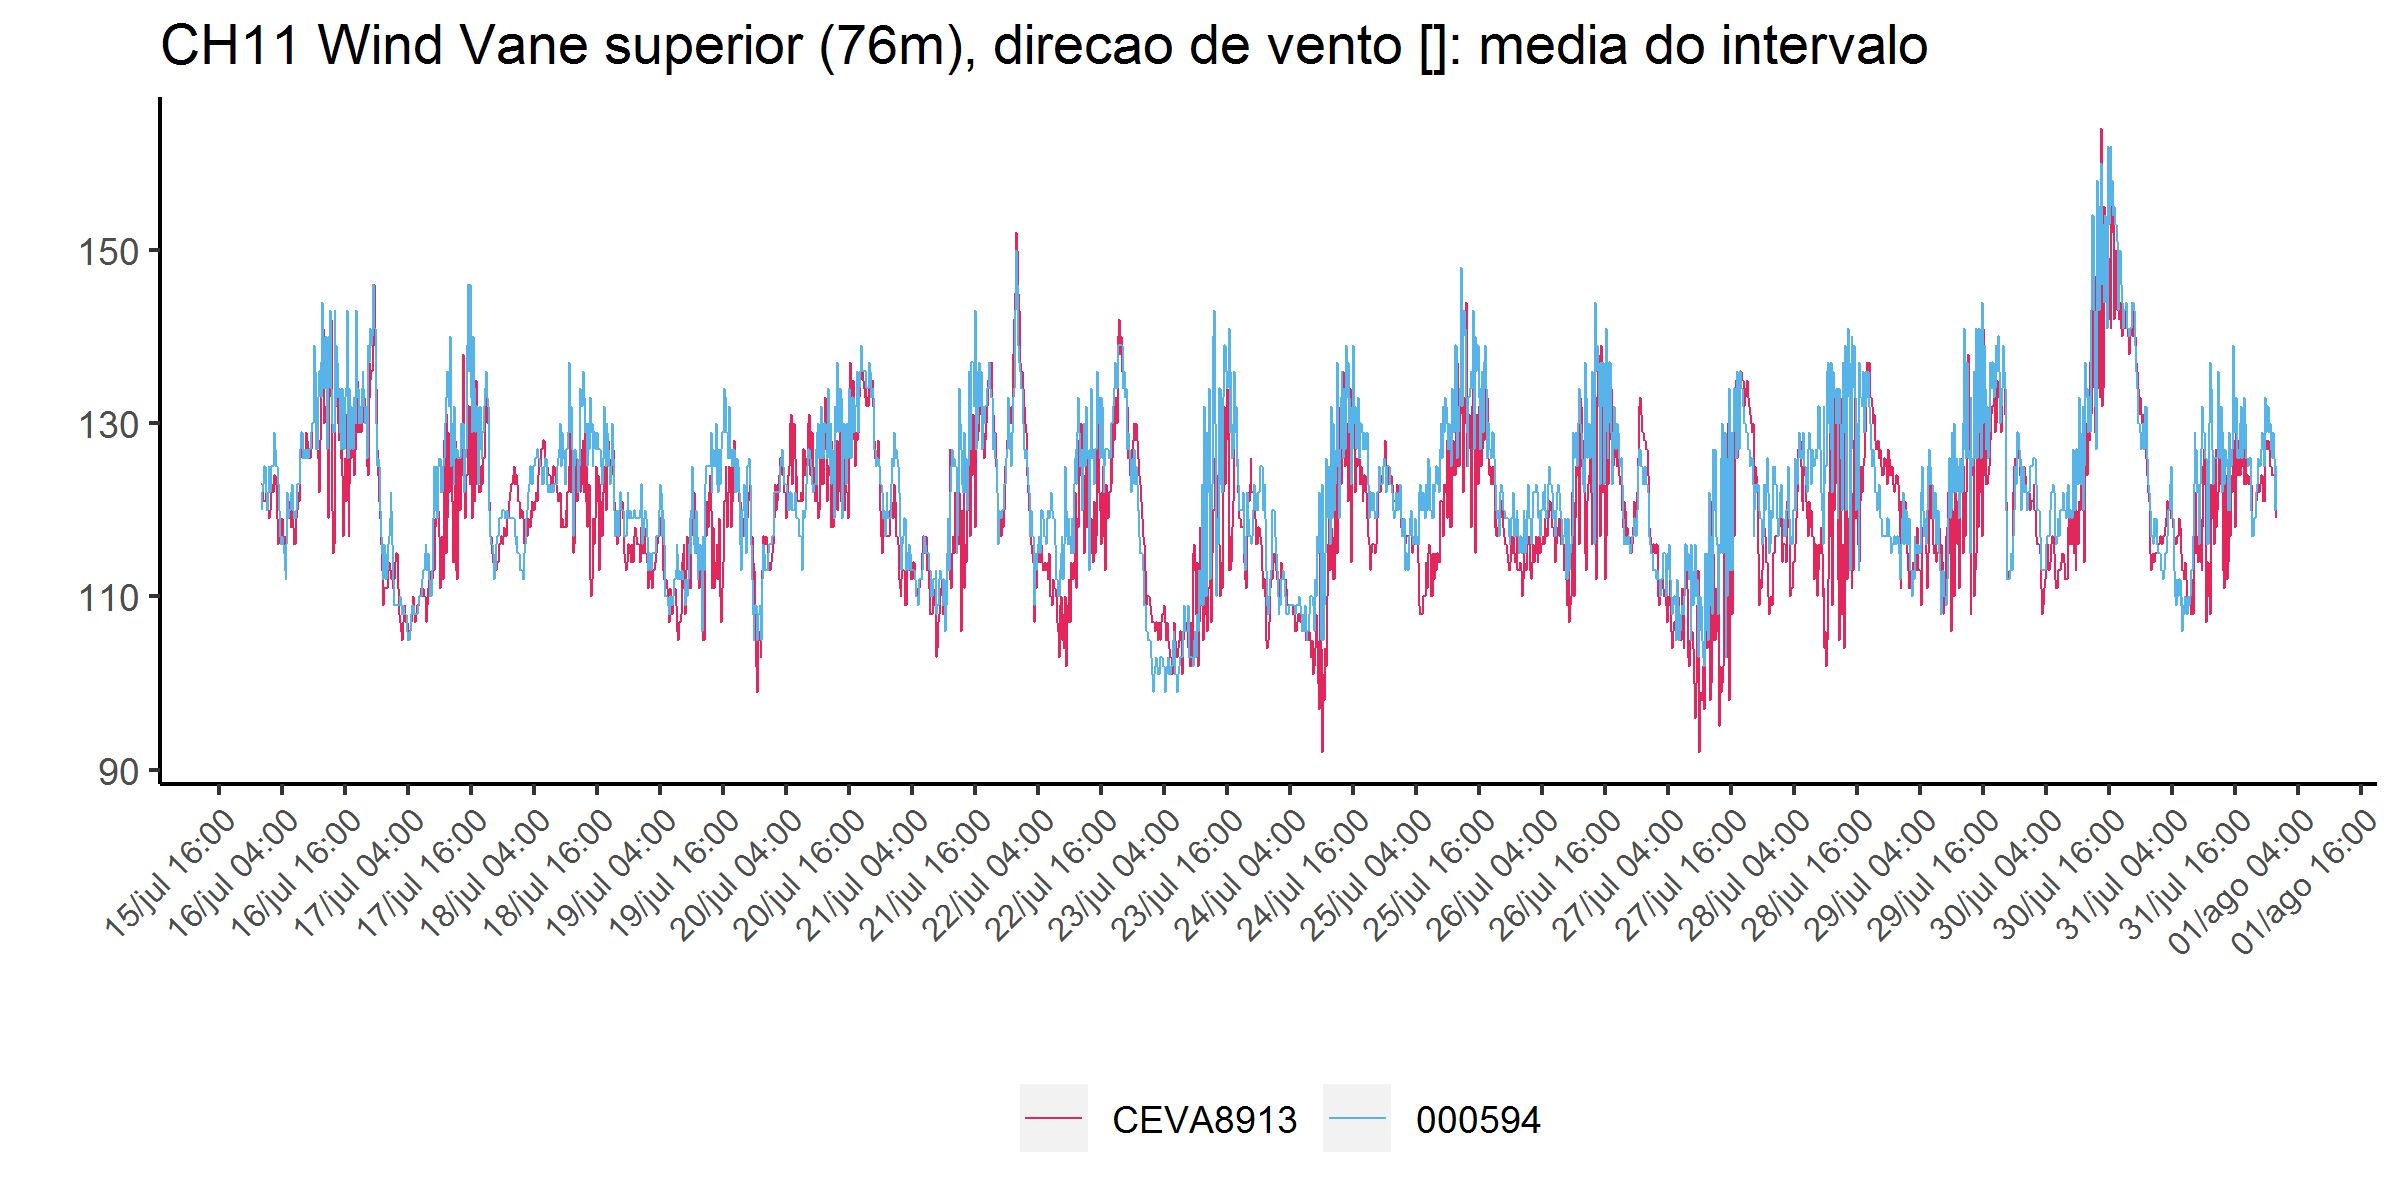 CH11 Wind Vane superior (76m), direcao de vento []: media do intervalo
150
130
110
90
15/jul 16:00
16/jul 04:00
16/jul 16:00
17/jul 04:00
17/jul 16:00
18/jul 04:00
18/jul 16:00
19/jul 04:00
19/jul 16:00
20/jul 04:00
20/jul 16:00
21/jul 04:00
21/jul 16:00
22/jul 04:00
22/jul 16:00
23/jul 04:00
23/jul 16:00
24/jul 04:00
24/jul 16:00
25/jul 04:00
25/jul 16:00
26/jul 04:00
26/jul 16:00
27/jul 04:00
27/jul 16:00
28/jul 04:00
28/jul 16:00
29/jul 04:00
29/jul 16:00
30/jul 04:00
30/jul 16:00
31/jul 04:00
31/jul 16:00
01/ago 04:00
01/ago 16:00
CEVA8913
000594